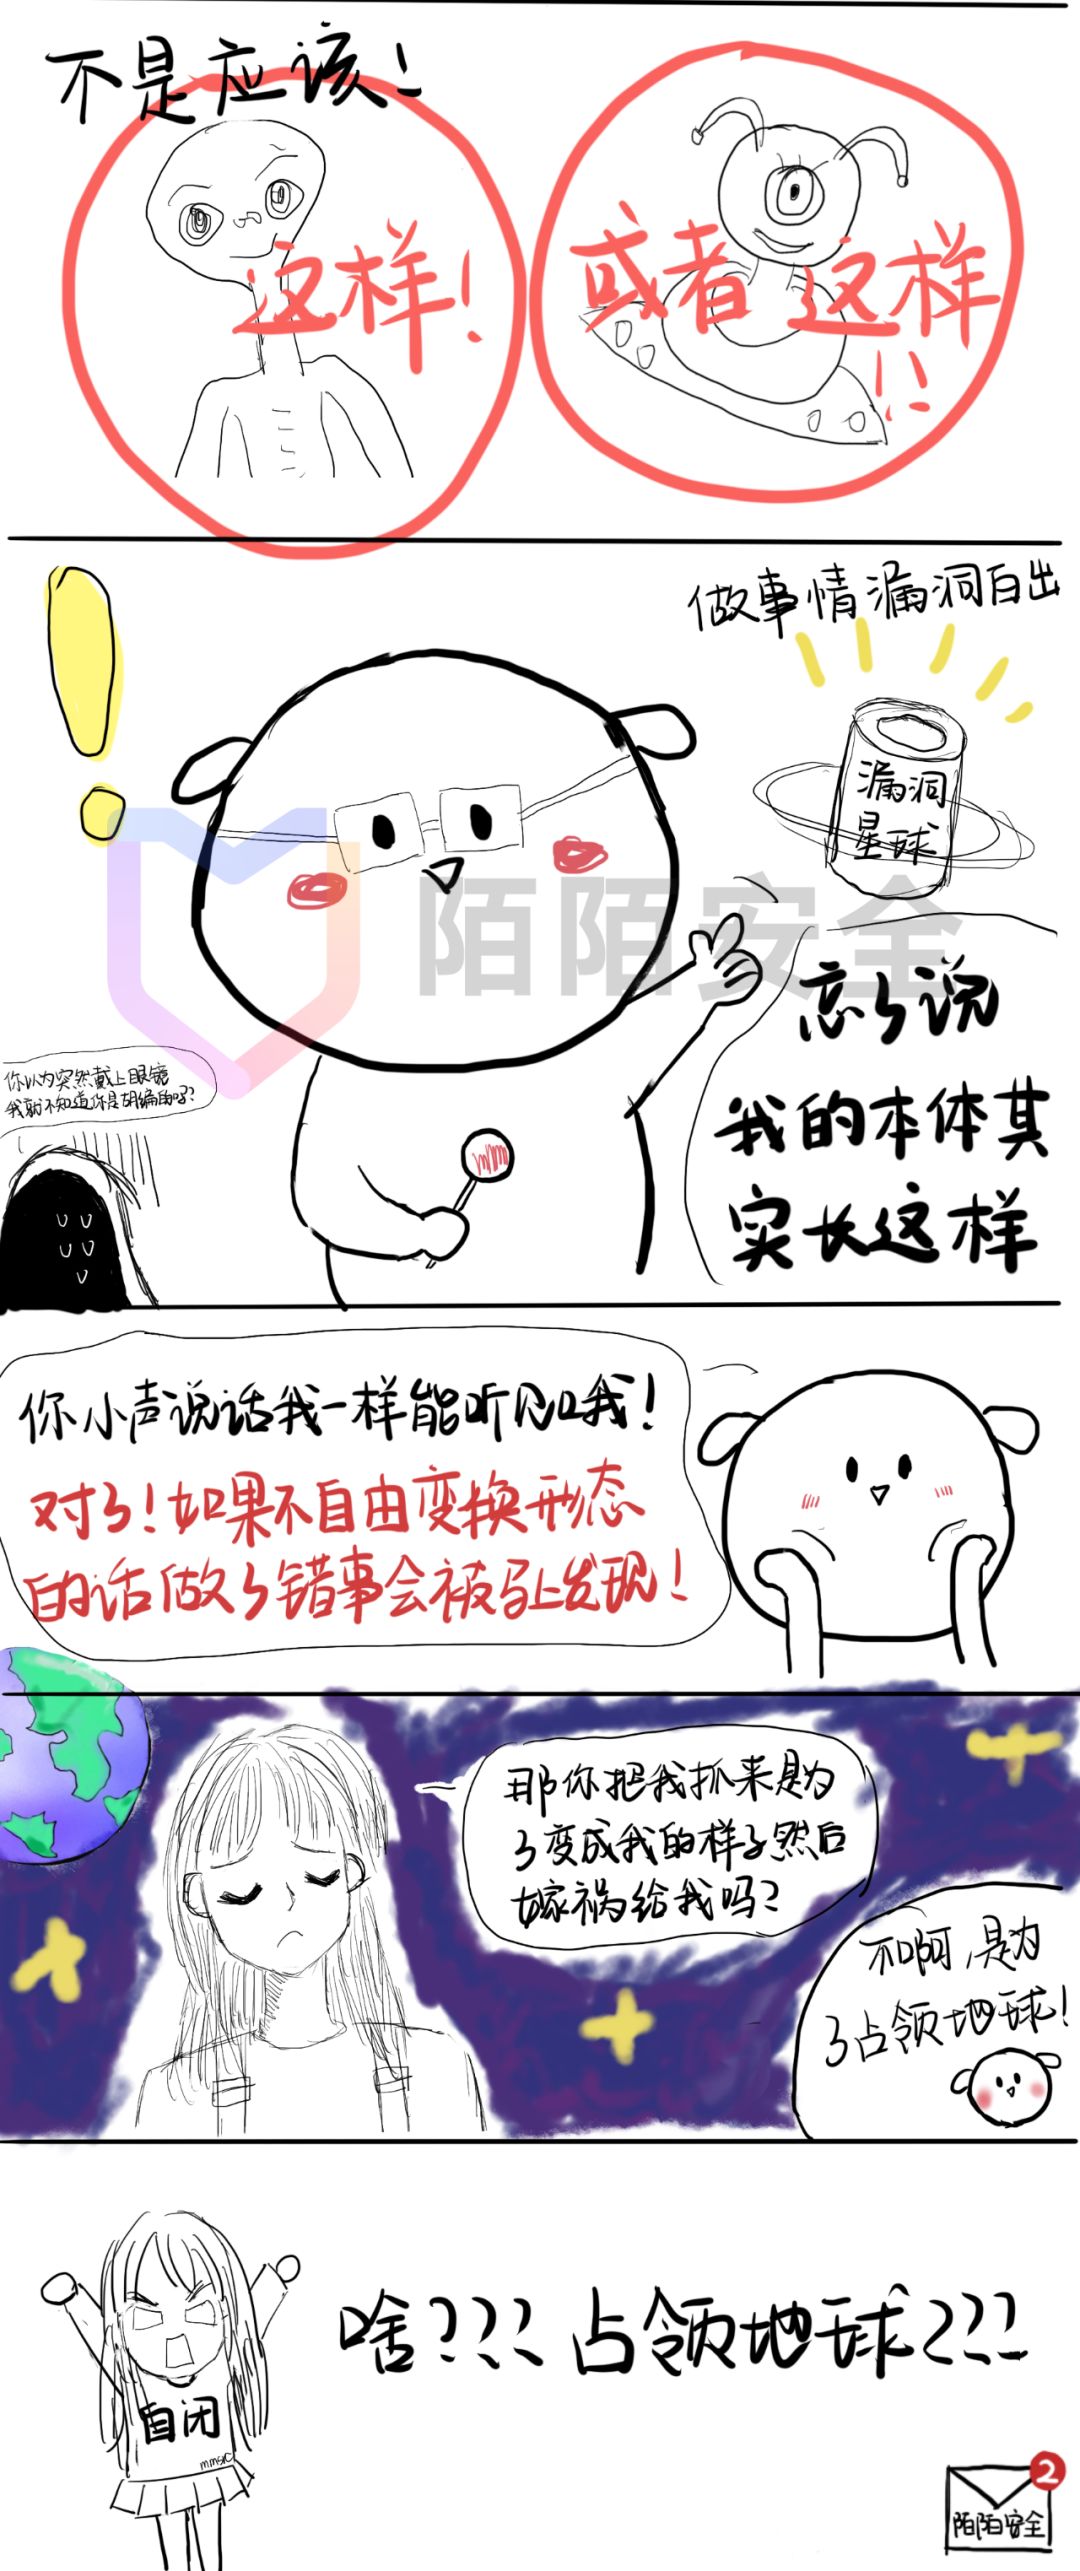 不是应该!
这样!
或者这样!!
做事情漏洞百出
漏洞
星球
陌陌安全
忘了说
我的本体其
实长这样
你以为突然戴上眼镜
我就不知道你是胡编的吗?
你小声说话我一样能听见哦!
对了!如果不自由变换形态
的话做了错事会被马上发现!
那你把我抓来是为
了变成我的样子然后
嫁祸给我吗?
不啊,是为
了占领地球!
啥???占领地球???
自闭
mmsrc
2
陌陌安全